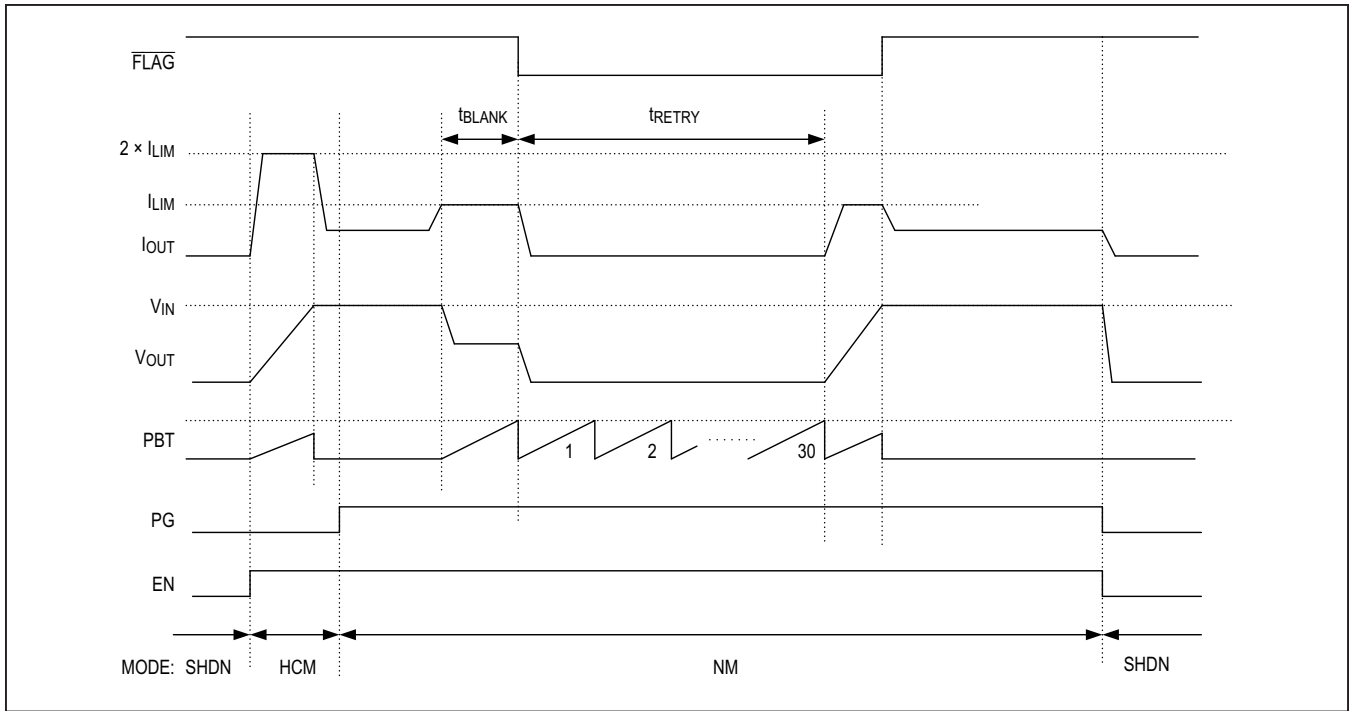 FLAG
tBLANK
tRETRY
2 × ILIM
ILIM
IOUT
VIN
VOUT
PBT
1
2
30
PG
EN
MODE: SHDN
HCM
NM
SHDN